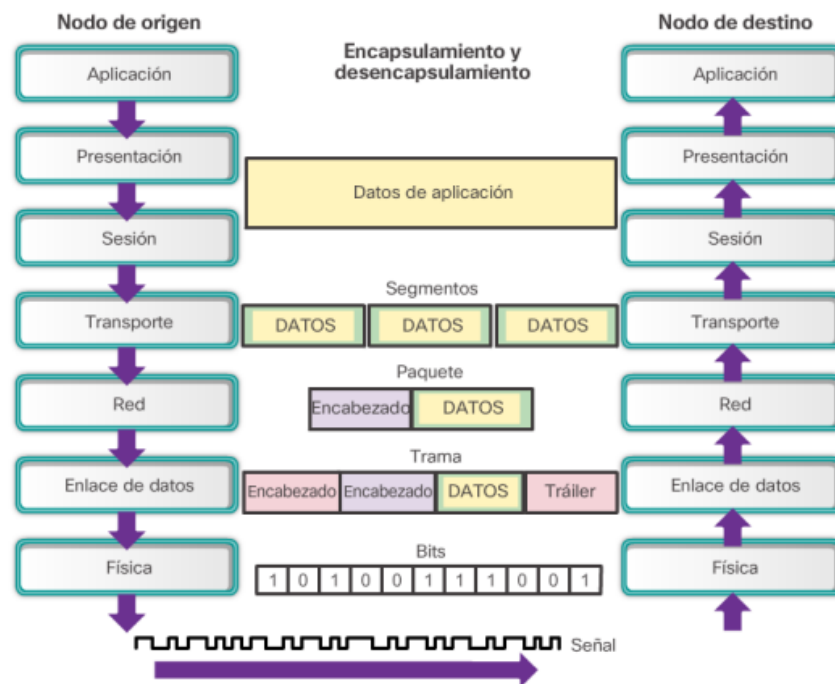 Nodo de origen
Nodo de destino
Encapsulamiento y
desencapsulamiento
Aplicación
Aplicación
Presentación
Datos de aplicación
Presentación
Sesión
Sesión
Segmentos
Transporte
DATOS
DATOS
DATOS
Transporte
Paquete
Red
Encabezado
DATOS
Red
Trama
Enlace de datos
Encabezado
Encabezado
DATOS
Tráiler
Enlace de datos
Bits
Física
1 0 1 0 0 1 1 1 0 0 1
Física
Señal